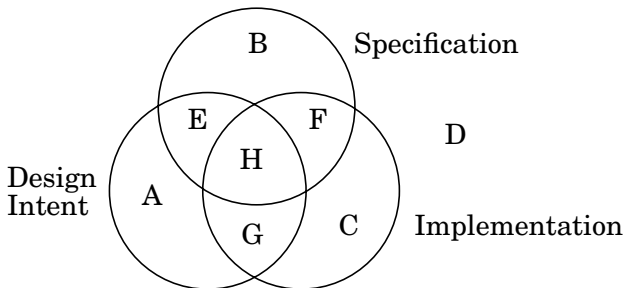 B
Specification
E
F
D
H
Design
Intent
A
G
C
Implementation